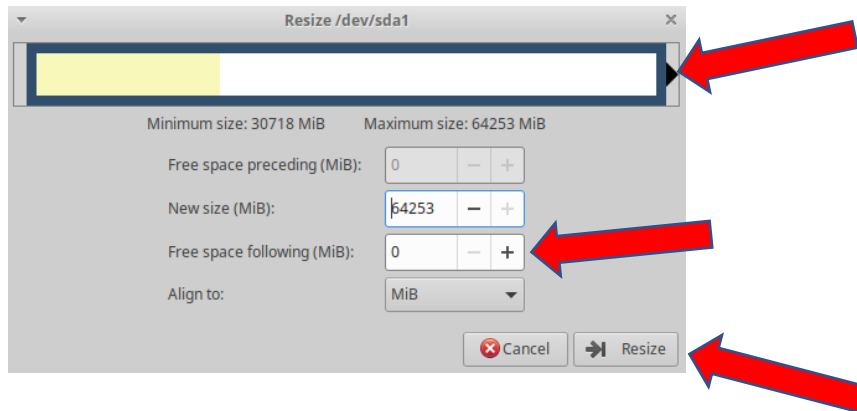 Resize /dev/sda1
Minimum size: 30718 MiB Maximum size: 64253 MiB
Free space preceding (MiB): 0
New size (MiB): 64253
Free space following (MiB): 0
Align to: MiB
Cancel Resize